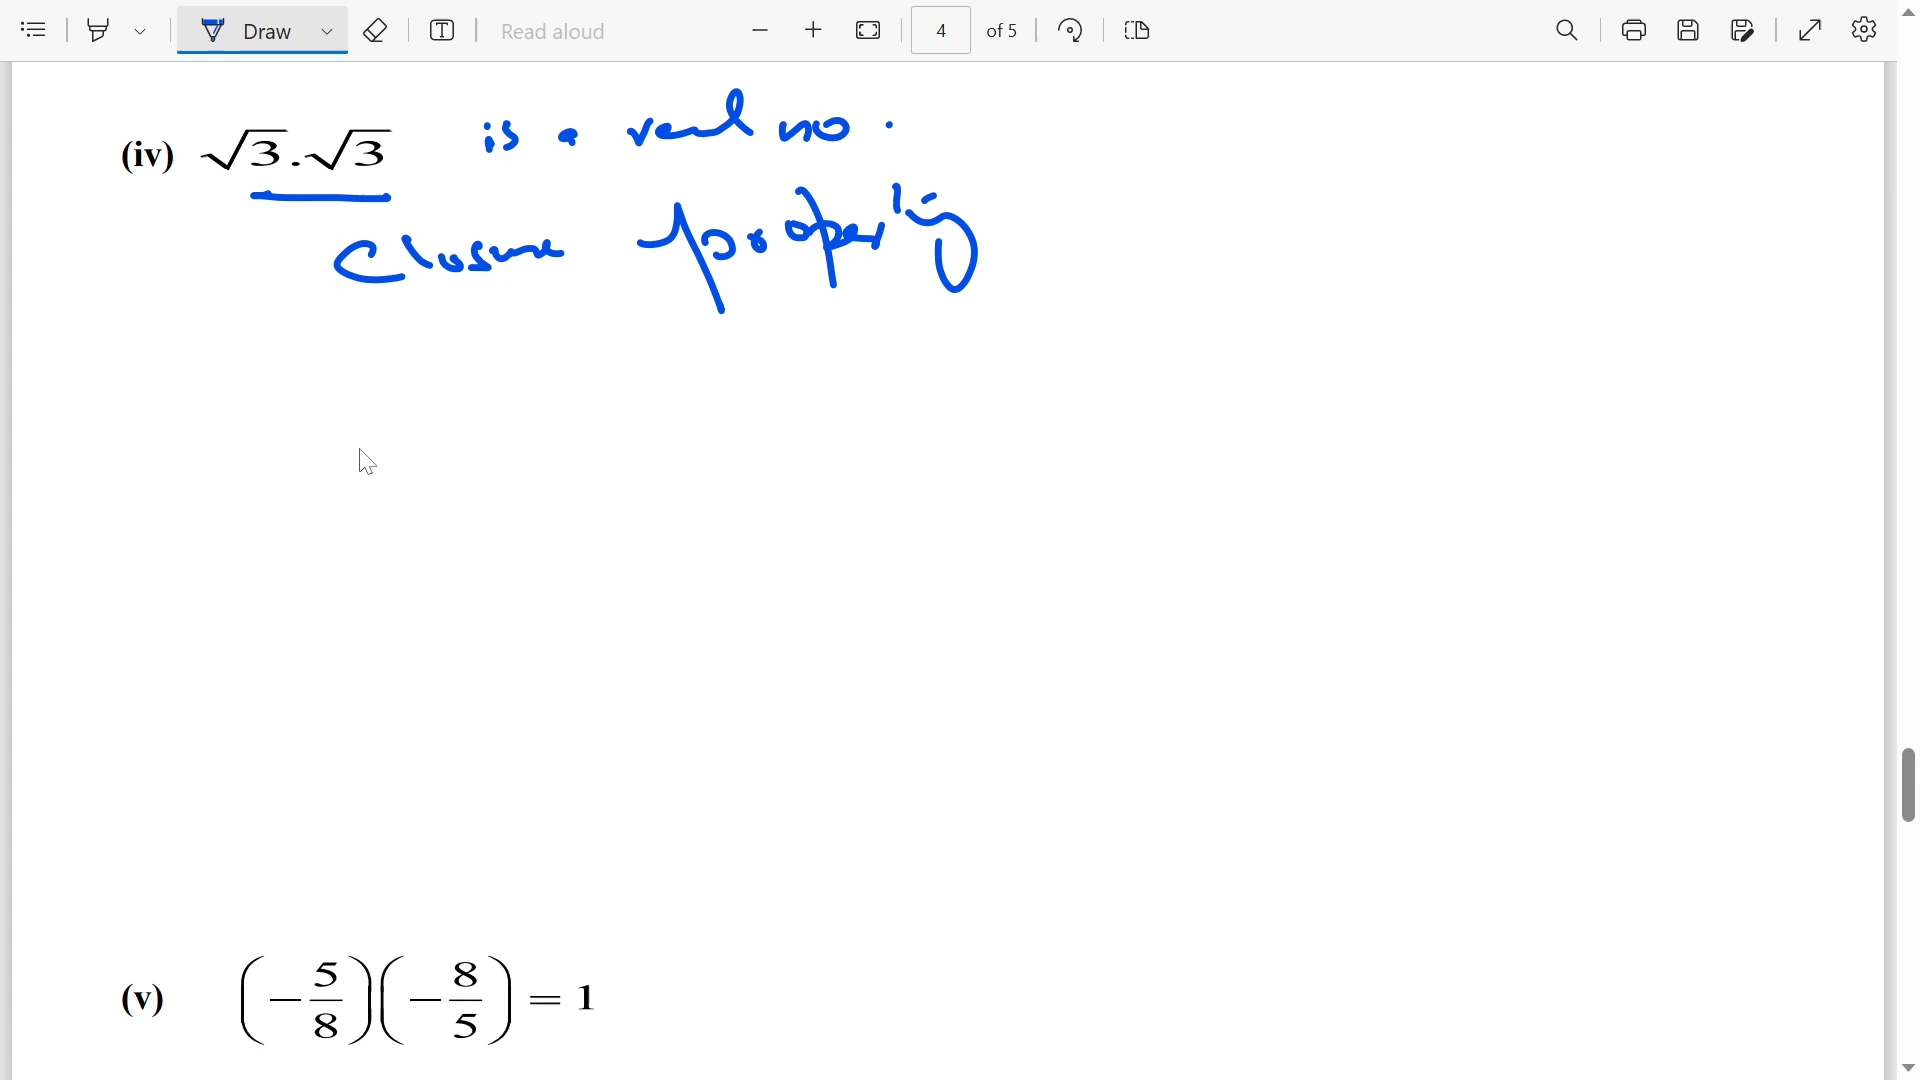 Draw
Read aloud
4 of 5
(iv) √3.√3 is a real no.
closure property
(v) (-5/8)(-8/5) = 1